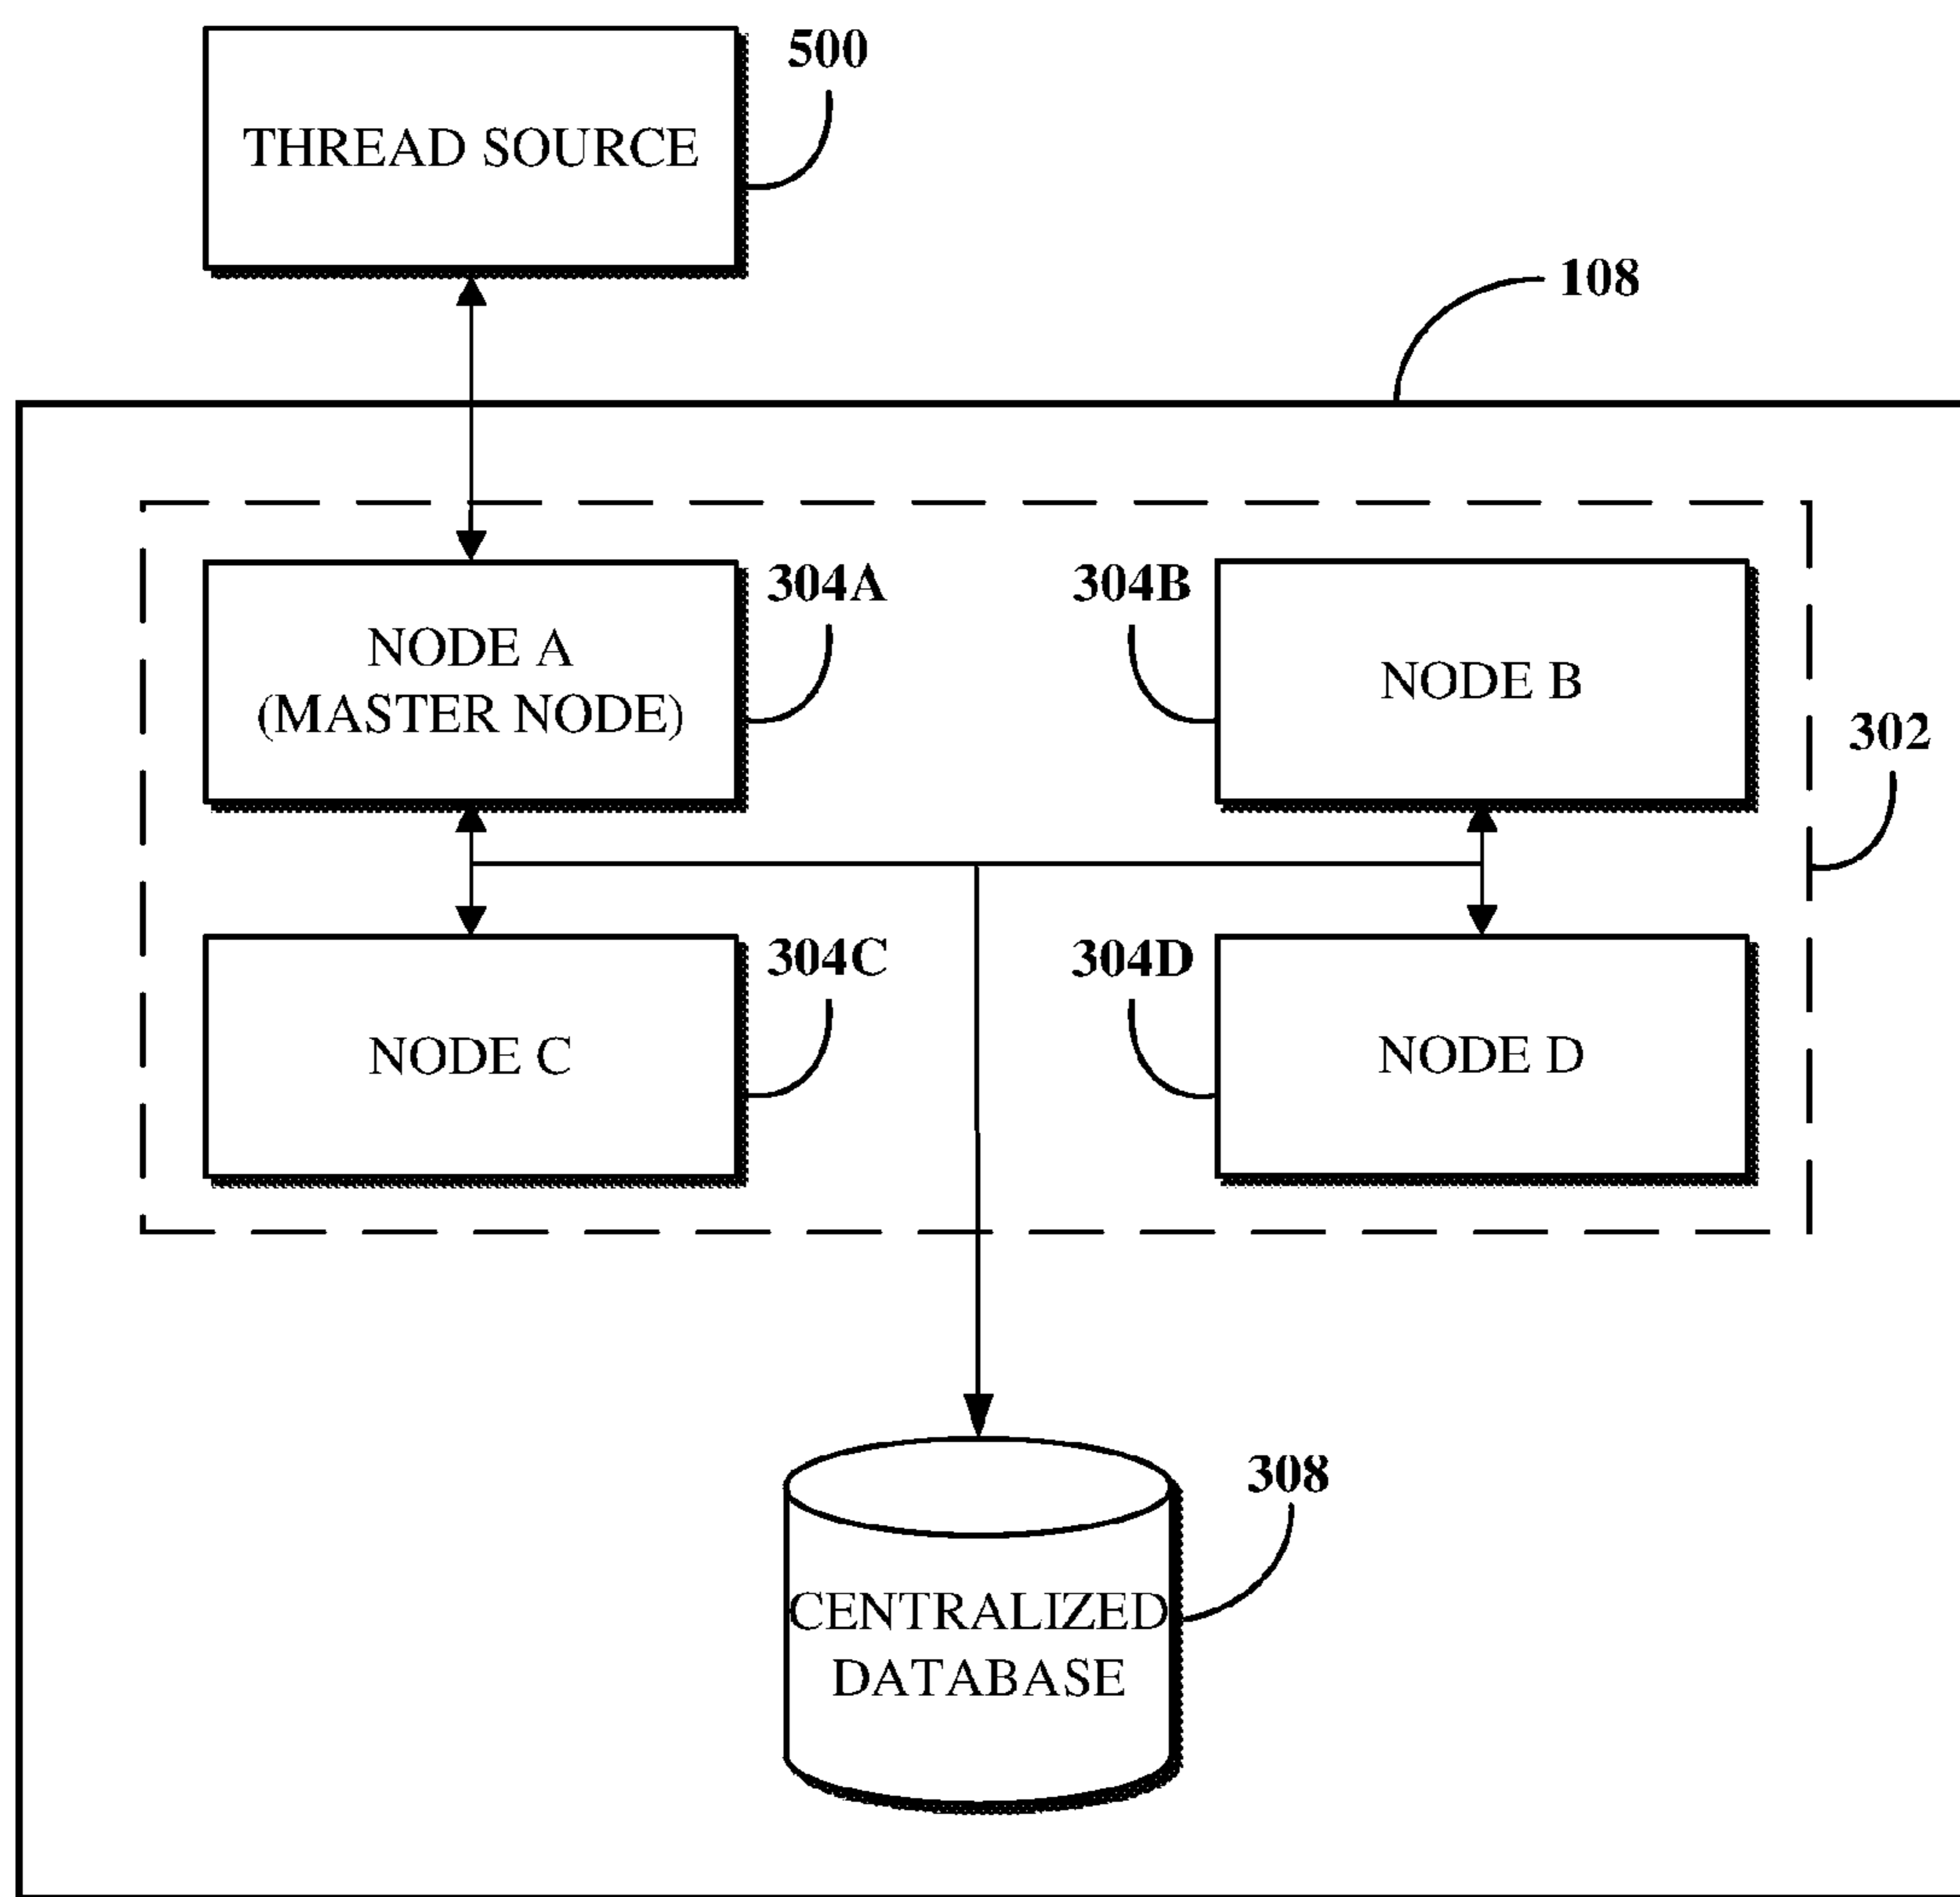 500
THREAD SOURCE
108
304A
304B
NODE A
(MASTER NODE)
NODE B
302
304C
304D
NODE C
NODE D
308
CENTRALIZED
DATABASE